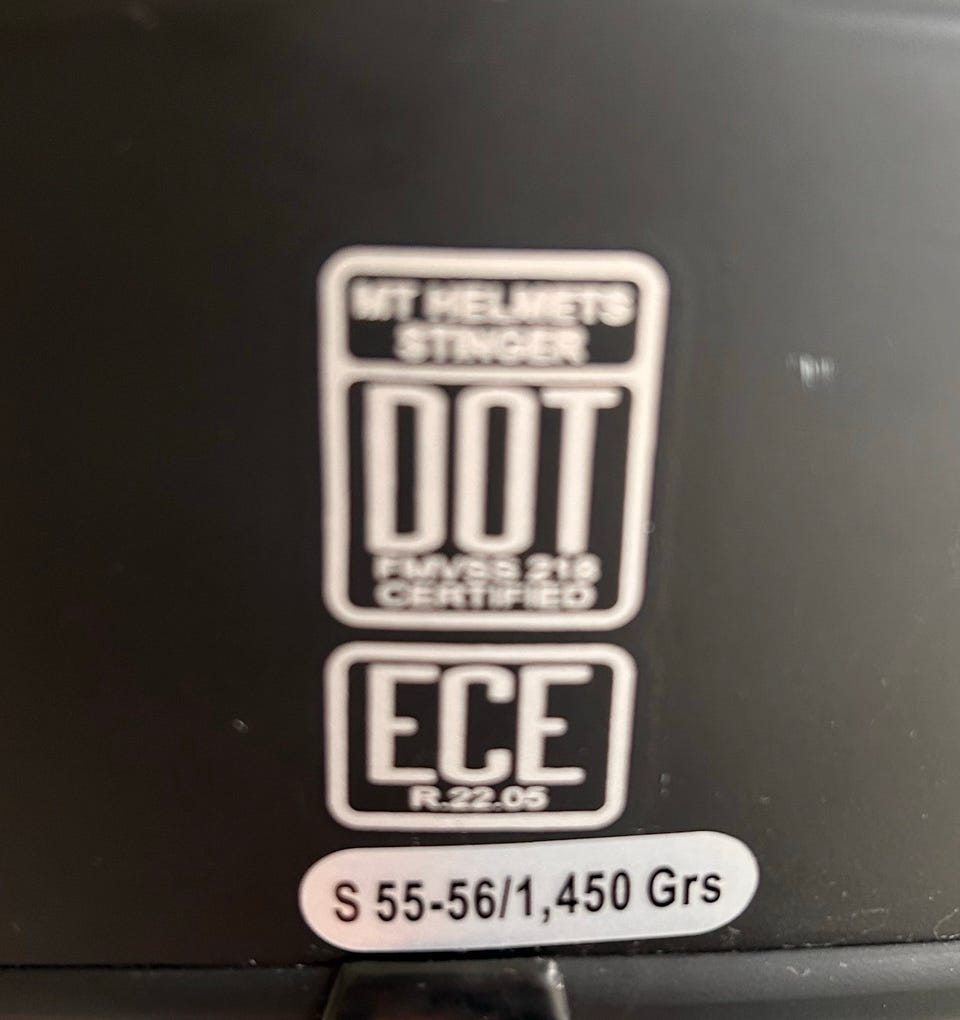 MT HELMETS
STINGER
DOT
FMVSS 218
CERTIFIED
ECE
R.22.05
S 55-56/1,450 Grs